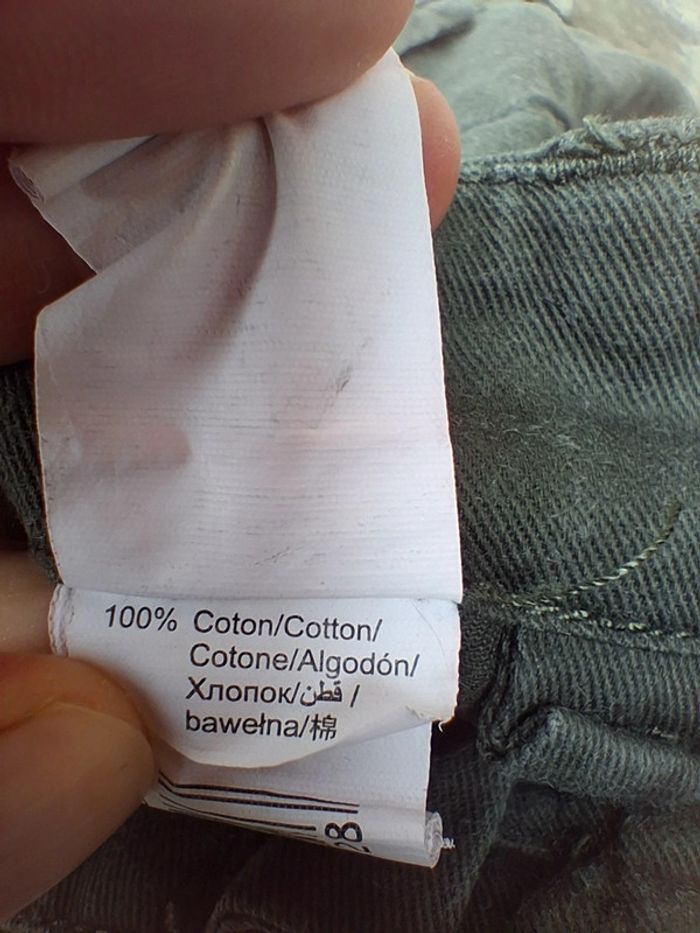 100% Coton/Cotton/
Cotone/Algodón/
Хлопок/قطن/
bawełna/棉